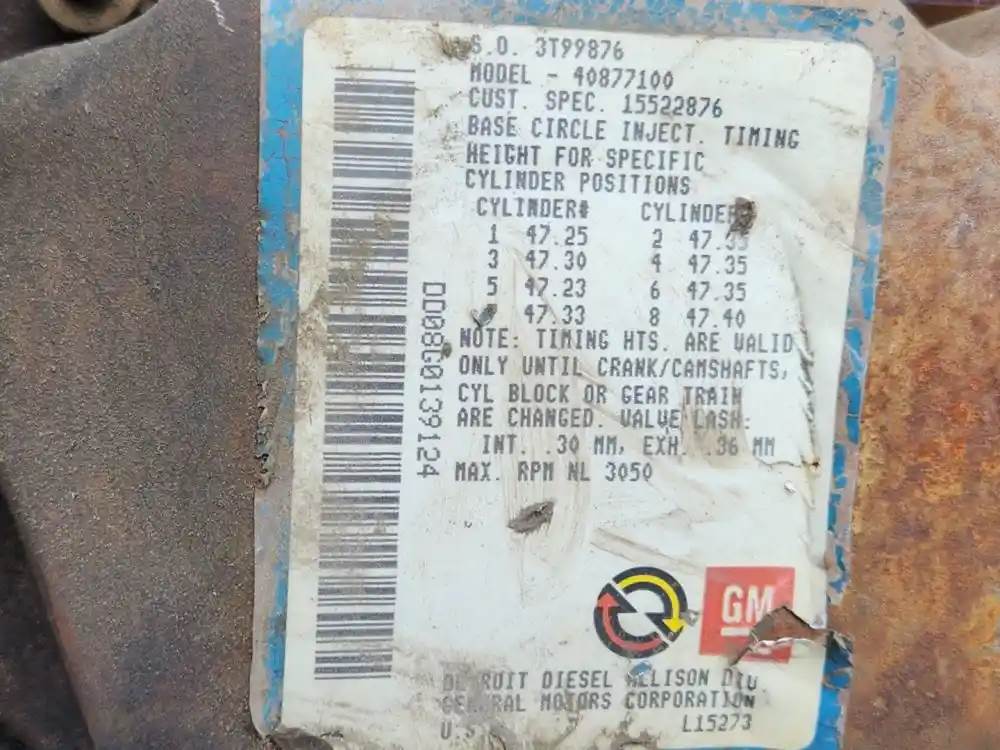 S.O. 3T99876
MODEL - 40877100
CUST. SPEC. 15522876
BASE CIRCLE INJECT. TIMING
HEIGHT FOR SPECIFIC
CYLINDER POSITIONS
CYLINDER# CYLINDER#
1 47.25 2 47.35
3 47.30 4 47.35
5 47.23 6 47.35
47.33 8 47.40
NOTE: TIMING HTS. ARE VALID
ONLY UNTIL CRANK/CAMSHAFTS,
CYL BLOCK OR GEAR TRAIN
ARE CHANGED. VALVE LASH:
INT. .30 MM, EXH. .36 MM
MAX. RPM NL 3050
DD08G0139124
GM
DETROIT DIESEL ALLISON DIV
GENERAL MOTORS CORPORATION
U.S. L15273